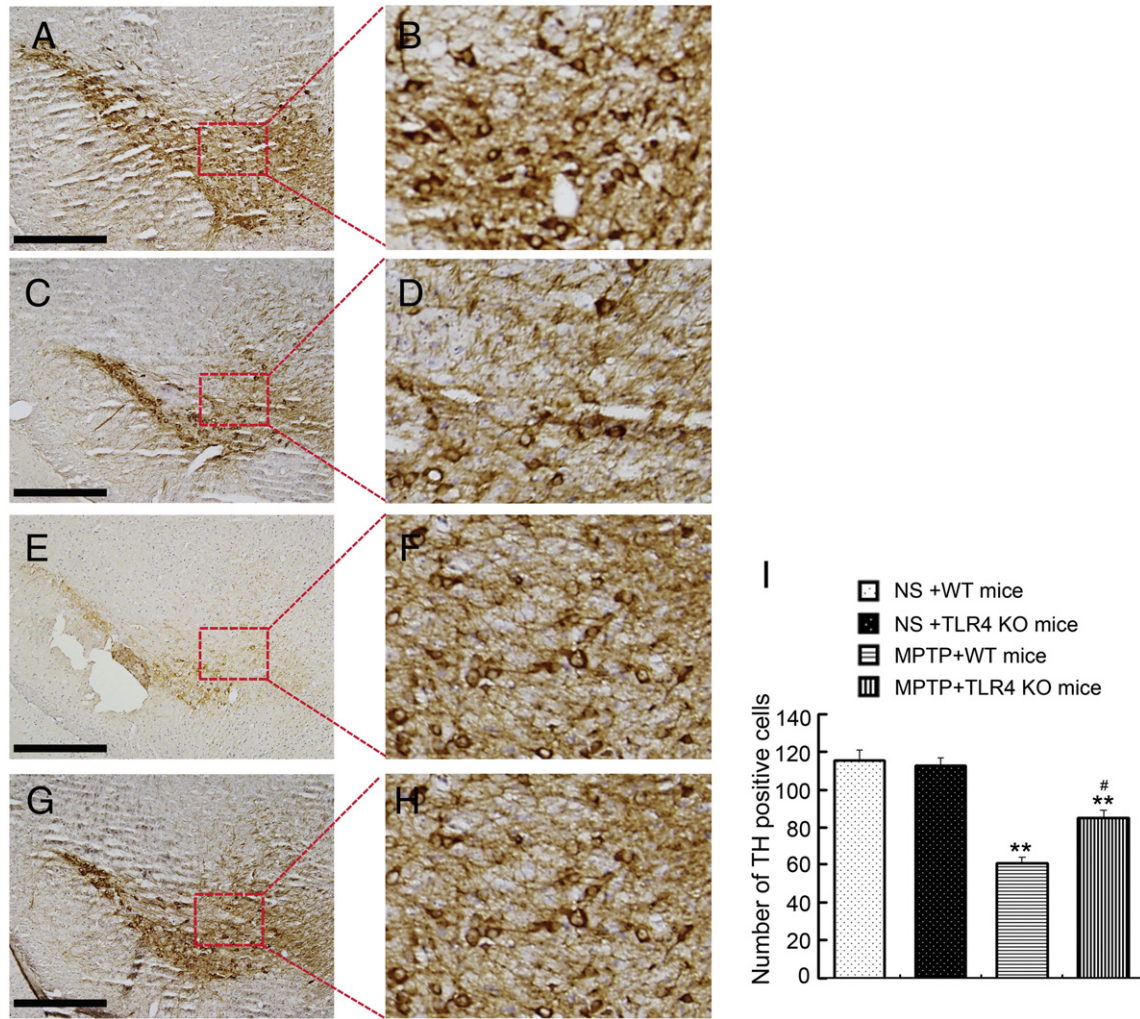 A
B
C
D
E
F
G
H
I
NS +WT mice
NS +TLR4 KO mice
MPTP+WT mice
MPTP+TLR4 KO mice
Number of TH positive cells
140
120
100
80
60
40
20
0
**
#
**